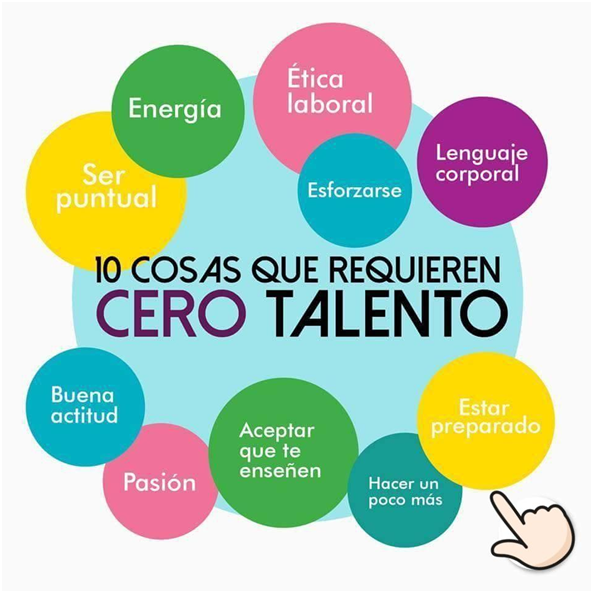 Ética
laboral
Energía
Lenguaje
corporal
Ser
puntual
Esforzarse
10 COSAS QUE REQUIEREN
CERO TALENTO
Buena
actitud
Estar
preparado
Aceptar
que te
enseñen
Pasión
Hacer un
poco más